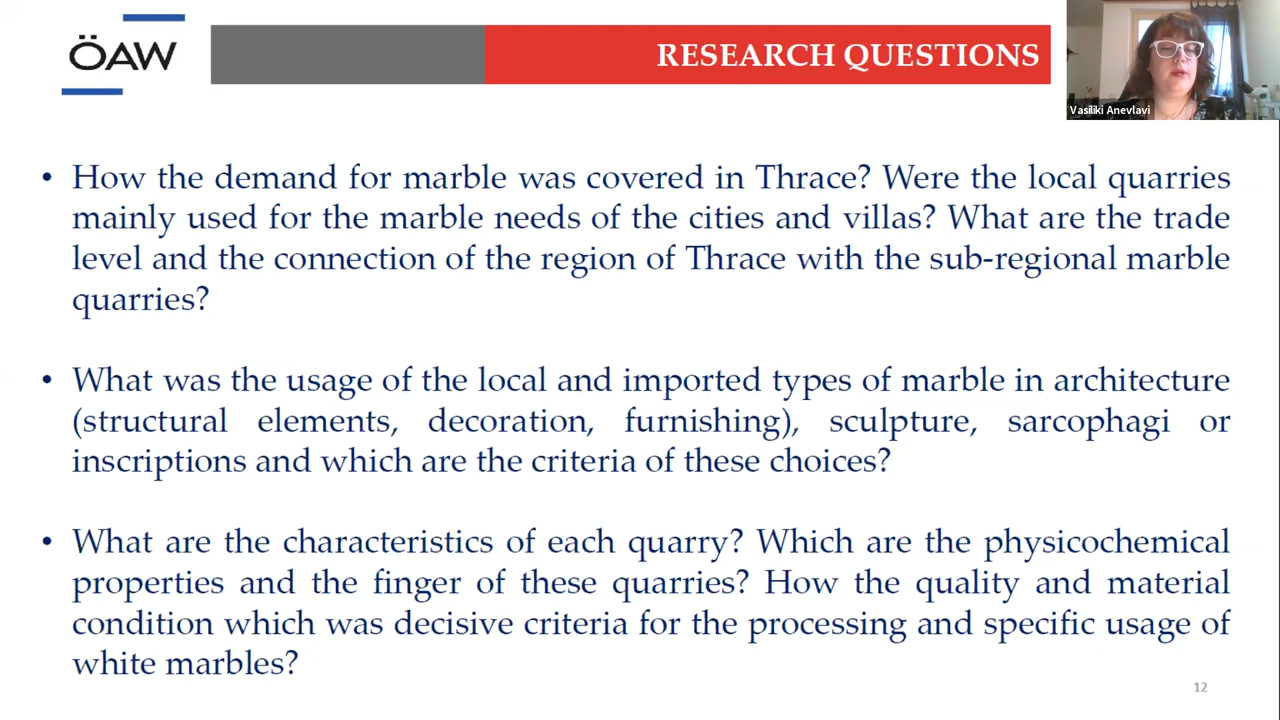 ÖAW
RESEARCH QUESTIONS
Vasiliki Anevlavi
• How the demand for marble was covered in Thrace? Were the local quarries
mainly used for the marble needs of the cities and villas? What are the trade
level and the connection of the region of Thrace with the sub-regional marble
quarries?
• What was the usage of the local and imported types of marble in architecture
(structural elements, decoration, furnishing), sculpture, sarcophagi or
inscriptions and which are the criteria of these choices?
• What are the characteristics of each quarry? Which are the physicochemical
properties and the finger of these quarries? How the quality and material
condition which was decisive criteria for the processing and specific usage of
white marbles?
12